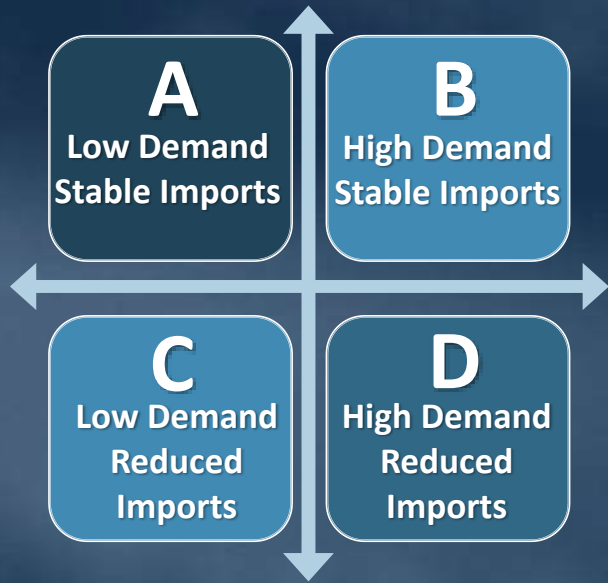 A
Low Demand
Stable Imports
B
High Demand
Stable Imports
C
Low Demand
Reduced
Imports
D
High Demand
Reduced
Imports